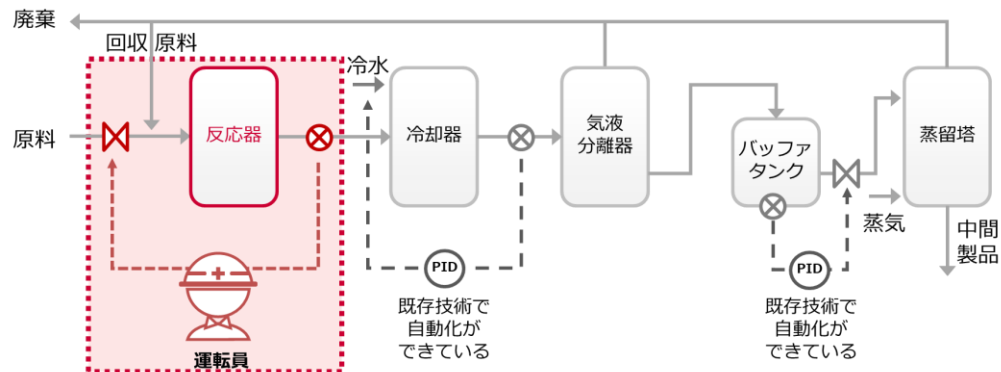 廃棄
回収 原料
冷水
原料
反応器
冷却器
気液
分離器
バッファ
タンク
蒸留塔
蒸気
中間
製品
PID
既存技術で
自動化が
できている
PID
既存技術で
自動化が
できている
運転員